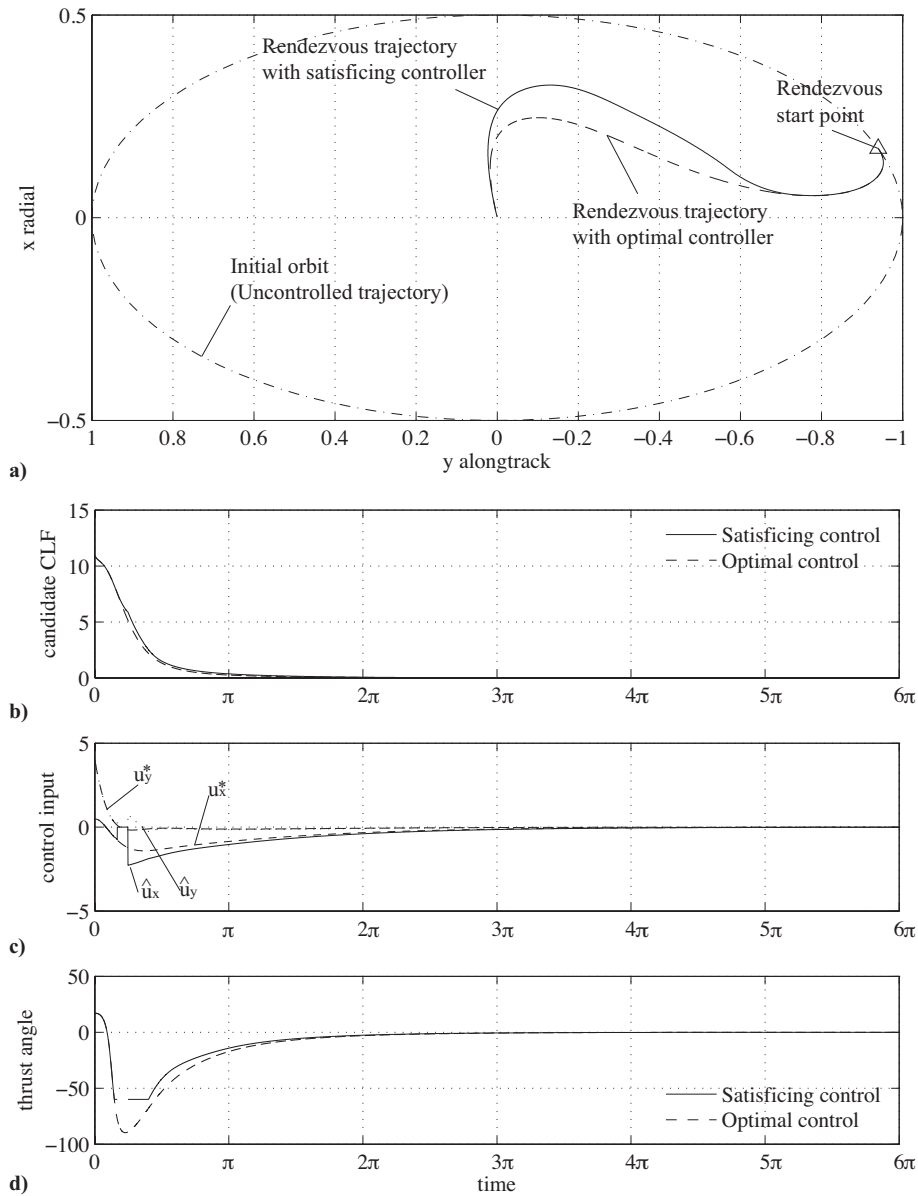 0.5
Rendezvous trajectory
with satisficing controller
Rendezvous
start point
x radial
0
Rendezvous trajectory
with optimal controller
Initial orbit
(Uncontrolled trajectory)
−0.5
1 0.8 0.6 0.4 0.2 0 −0.2 −0.4 −0.6 −0.8 −1
y alongtrack
a)
15
10
5
0
candidate CLF
Satisficing control
Optimal control
0 π 2π 3π 4π 5π 6π
b)
5
0
−5
control input
u*y
u*x
ûx
ûy
0 π 2π 3π 4π 5π 6π
c)
50
0
−50
−100
thrust angle
Satisficing control
Optimal control
0 π 2π 3π 4π 5π 6π
time
d)